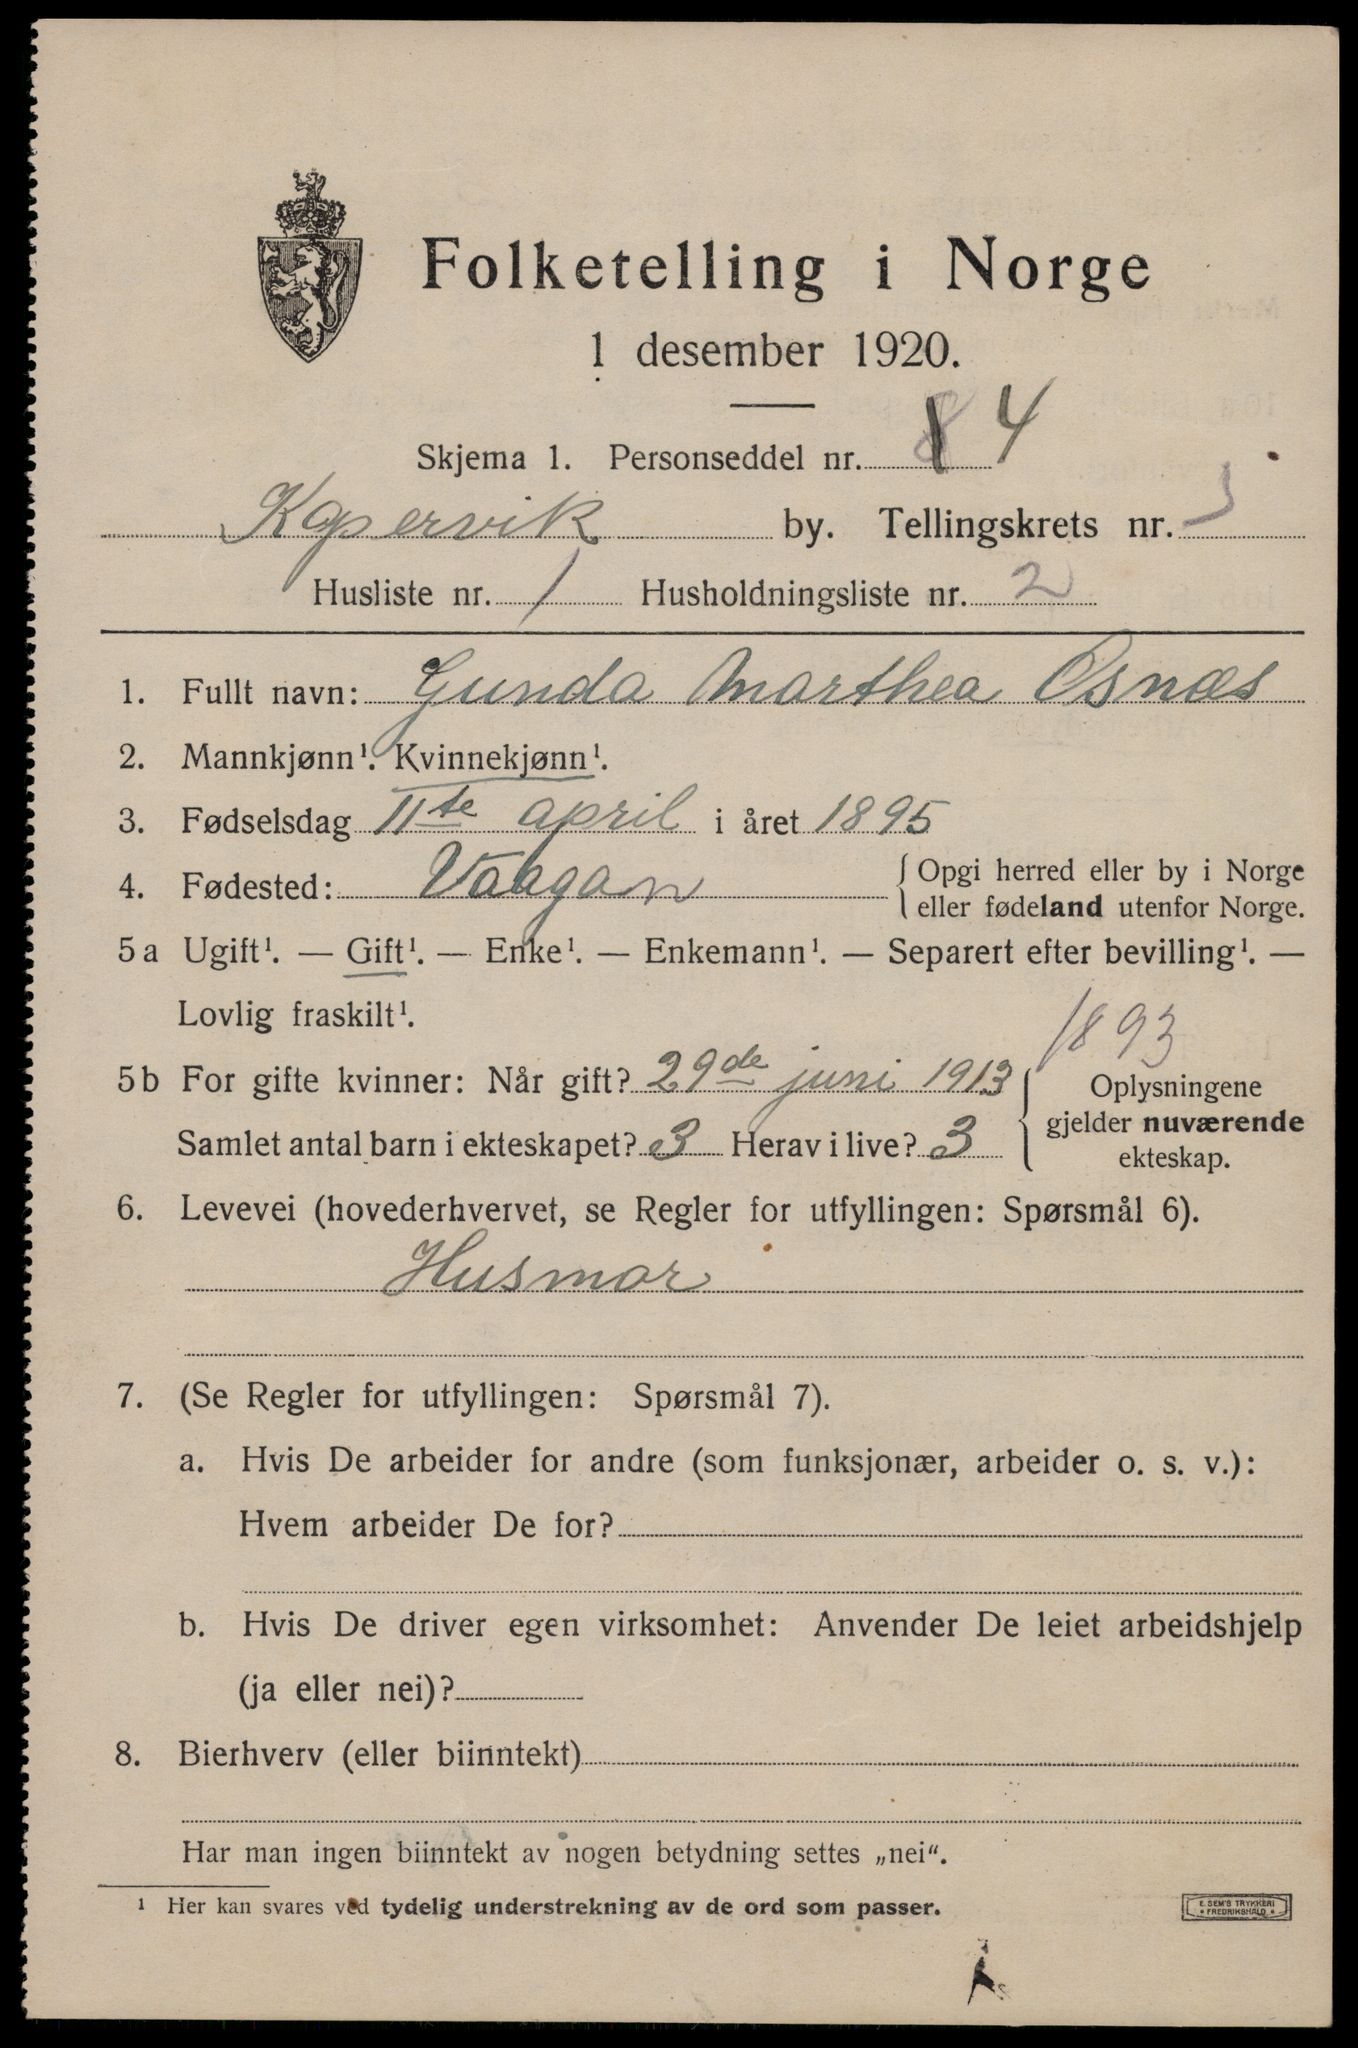 Folketelling i Norge
1 desember 1920.
Skjema 1. Personseddel nr. 4
Kopervik by. Tellingskrets nr. 1
Husliste nr. 1 Husholdningsliste nr. 2
1. Fullt navn: Gunda Marthea Osnæs
2. Mannkjønn¹. Kvinnekjønn¹.
3. Fødselsdag 11te april i året 1895
4. Fødested: Vaagan { Opgi herred eller by i Norge
eller fødeland utenfor Norge.
5a Ugift¹. — Gift¹. — Enke¹. — Enkemann¹. — Separert efter bevilling¹. —
Lovlig fraskilt¹.
1893
5b For gifte kvinner: Når gift? 29de juni 1913 { Oplysningene
gjelder nuværende
ekteskap.
Samlet antal barn i ekteskapet? 3 Herav i live? 3
6. Levevei (hovederhvervet, se Regler for utfyllingen: Spørsmål 6).
Husmor
7. (Se Regler for utfyllingen: Spørsmål 7).
a. Hvis De arbeider for andre (som funksjonær, arbeider o. s. v.):
Hvem arbeider De for?
b. Hvis De driver egen virksomhet: Anvender De leiet arbeidshjelp
(ja eller nei)?
8. Bierhverv (eller biinntekt)
Har man ingen biinntekt av nogen betydning settes „nei“.
¹ Her kan svares ved tydelig understrekning av de ord som passer.
E. SEM'S TRYKKERI
FREDRIKSHALD